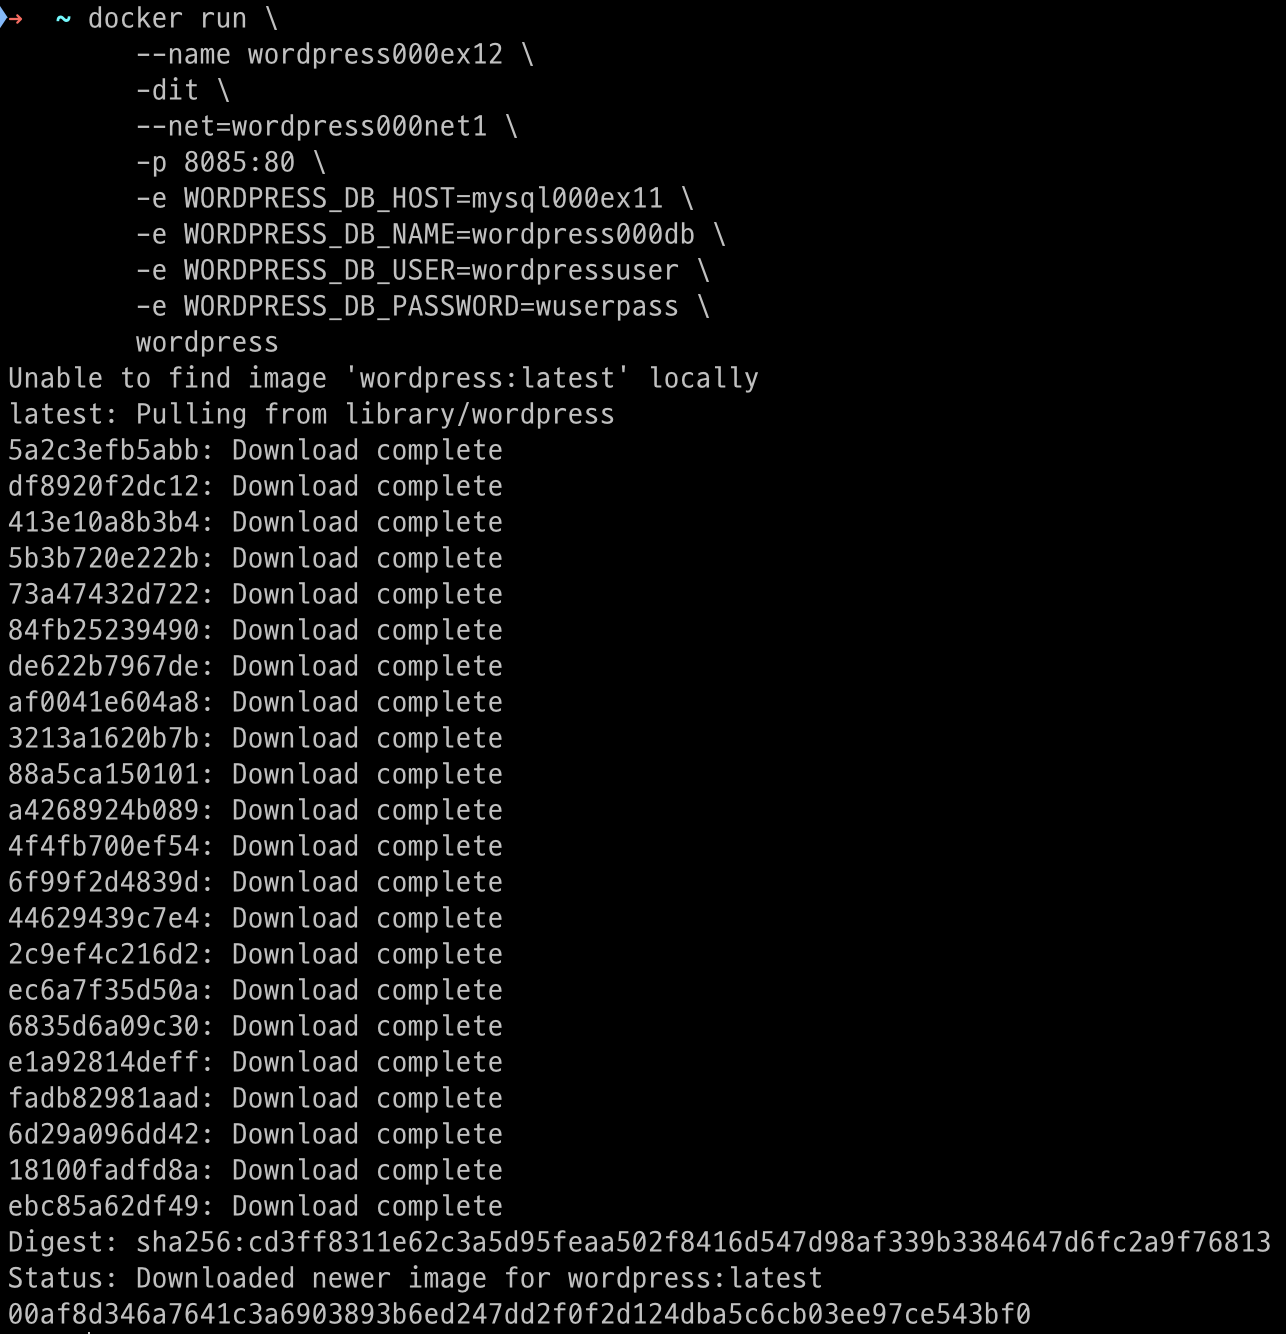 → ~ docker run \
--name wordpress000ex12 \
-dit \
--net=wordpress000net1 \
-p 8085:80 \
-e WORDPRESS_DB_HOST=mysql000ex11 \
-e WORDPRESS_DB_NAME=wordpress000db \
-e WORDPRESS_DB_USER=wordpressuser \
-e WORDPRESS_DB_PASSWORD=wuserpass \
wordpress
Unable to find image 'wordpress:latest' locally
latest: Pulling from library/wordpress
5a2c3efb5abb: Download complete
df8920f2dc12: Download complete
413e10a8b3b4: Download complete
5b3b720e222b: Download complete
73a47432d722: Download complete
84fb25239490: Download complete
de622b7967de: Download complete
af0041e604a8: Download complete
3213a1620b7b: Download complete
88a5ca150101: Download complete
a4268924b089: Download complete
4f4fb700ef54: Download complete
6f99f2d4839d: Download complete
44629439c7e4: Download complete
2c9ef4c216d2: Download complete
ec6a7f35d50a: Download complete
6835d6a09c30: Download complete
e1a92814deff: Download complete
fadb82981aad: Download complete
6d29a096dd42: Download complete
18100fadfd8a: Download complete
ebc85a62df49: Download complete
Digest: sha256:cd3ff8311e62c3a5d95feaa502f8416d547d98af339b3384647d6fc2a9f76813
Status: Downloaded newer image for wordpress:latest
00af8d346a7641c3a6903893b6ed247dd2f0f2d124dba5c6cb03ee97ce543bf0